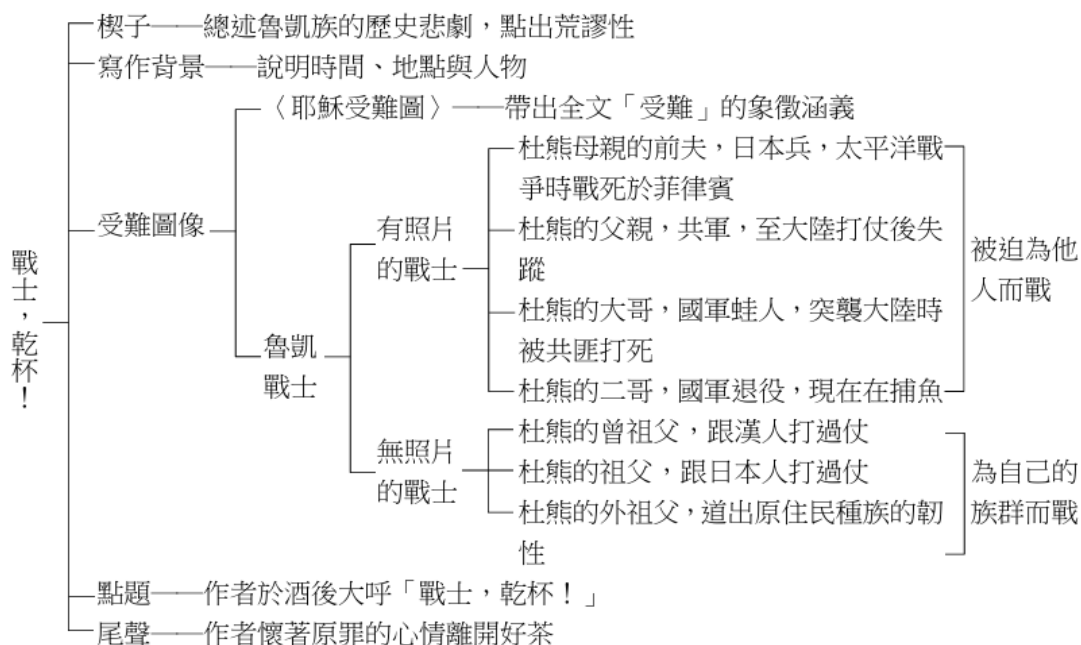 戰士，乾杯！
楔子──總述魯凱族的歷史悲劇，點出荒謬性
寫作背景──說明時間、地點與人物
受難圖像
〈耶穌受難圖〉──帶出全文「受難」的象徵涵義
魯凱
戰士
有照片
的戰士
杜熊母親的前夫，日本兵，太平洋戰
爭時戰死於菲律賓
杜熊的父親，共軍，至大陸打仗後失
蹤
杜熊的大哥，國軍蛙人，突襲大陸時
被共匪打死
杜熊的二哥，國軍退役，現在在捕魚
被迫為他
人而戰
無照片
的戰士
杜熊的曾祖父，跟漢人打過仗
杜熊的祖父，跟日本人打過仗
杜熊的外祖父，道出原住民種族的韌
性
為自己的
族群而戰
點題──作者於酒後大呼「戰士，乾杯！」
尾聲──作者懷著原罪的心情離開好茶